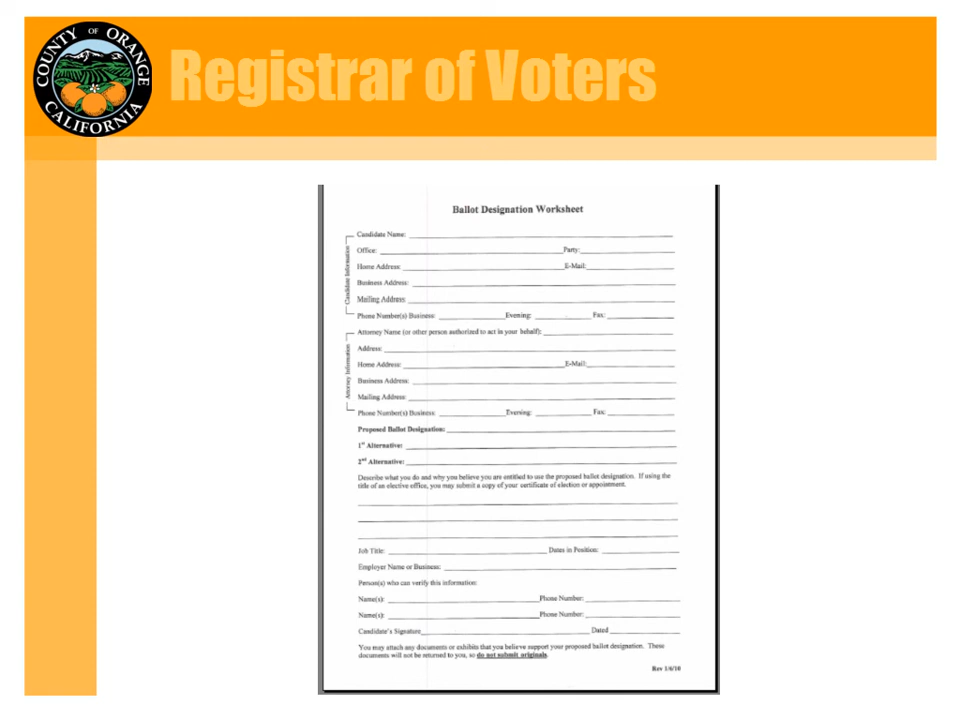 COUNTY OF ORANGE
CALIFORNIA
Registrar of Voters
Ballot Designation Worksheet
Candidate Information
Candidate Name:
Office: Party:
Home Address: E-Mail:
Business Address:
Mailing Address:
Phone Number(s) Business: Evening: Fax:
Attorney Information
Attorney Name (or other person authorized to act in your behalf):
Address:
Home Address: E-Mail:
Business Address:
Mailing Address:
Phone Number(s) Business: Evening: Fax:
Proposed Ballot Designation:
1st Alternative:
2nd Alternative:
Describe what you do and why you believe you are entitled to use the proposed ballot designation. If using the
title of an elective office, you may submit a copy of your certificate of election or appointment.
Job Title: Dates in Position:
Employer Name or Business:
Person(s) who can verify this information:
Name(s): Phone Number:
Name(s): Phone Number:
Candidate's Signature Dated
You may attach any documents or exhibits that you believe support your proposed ballot designation. These
documents will not be returned to you, so do not submit originals.
Rev 1/6/10